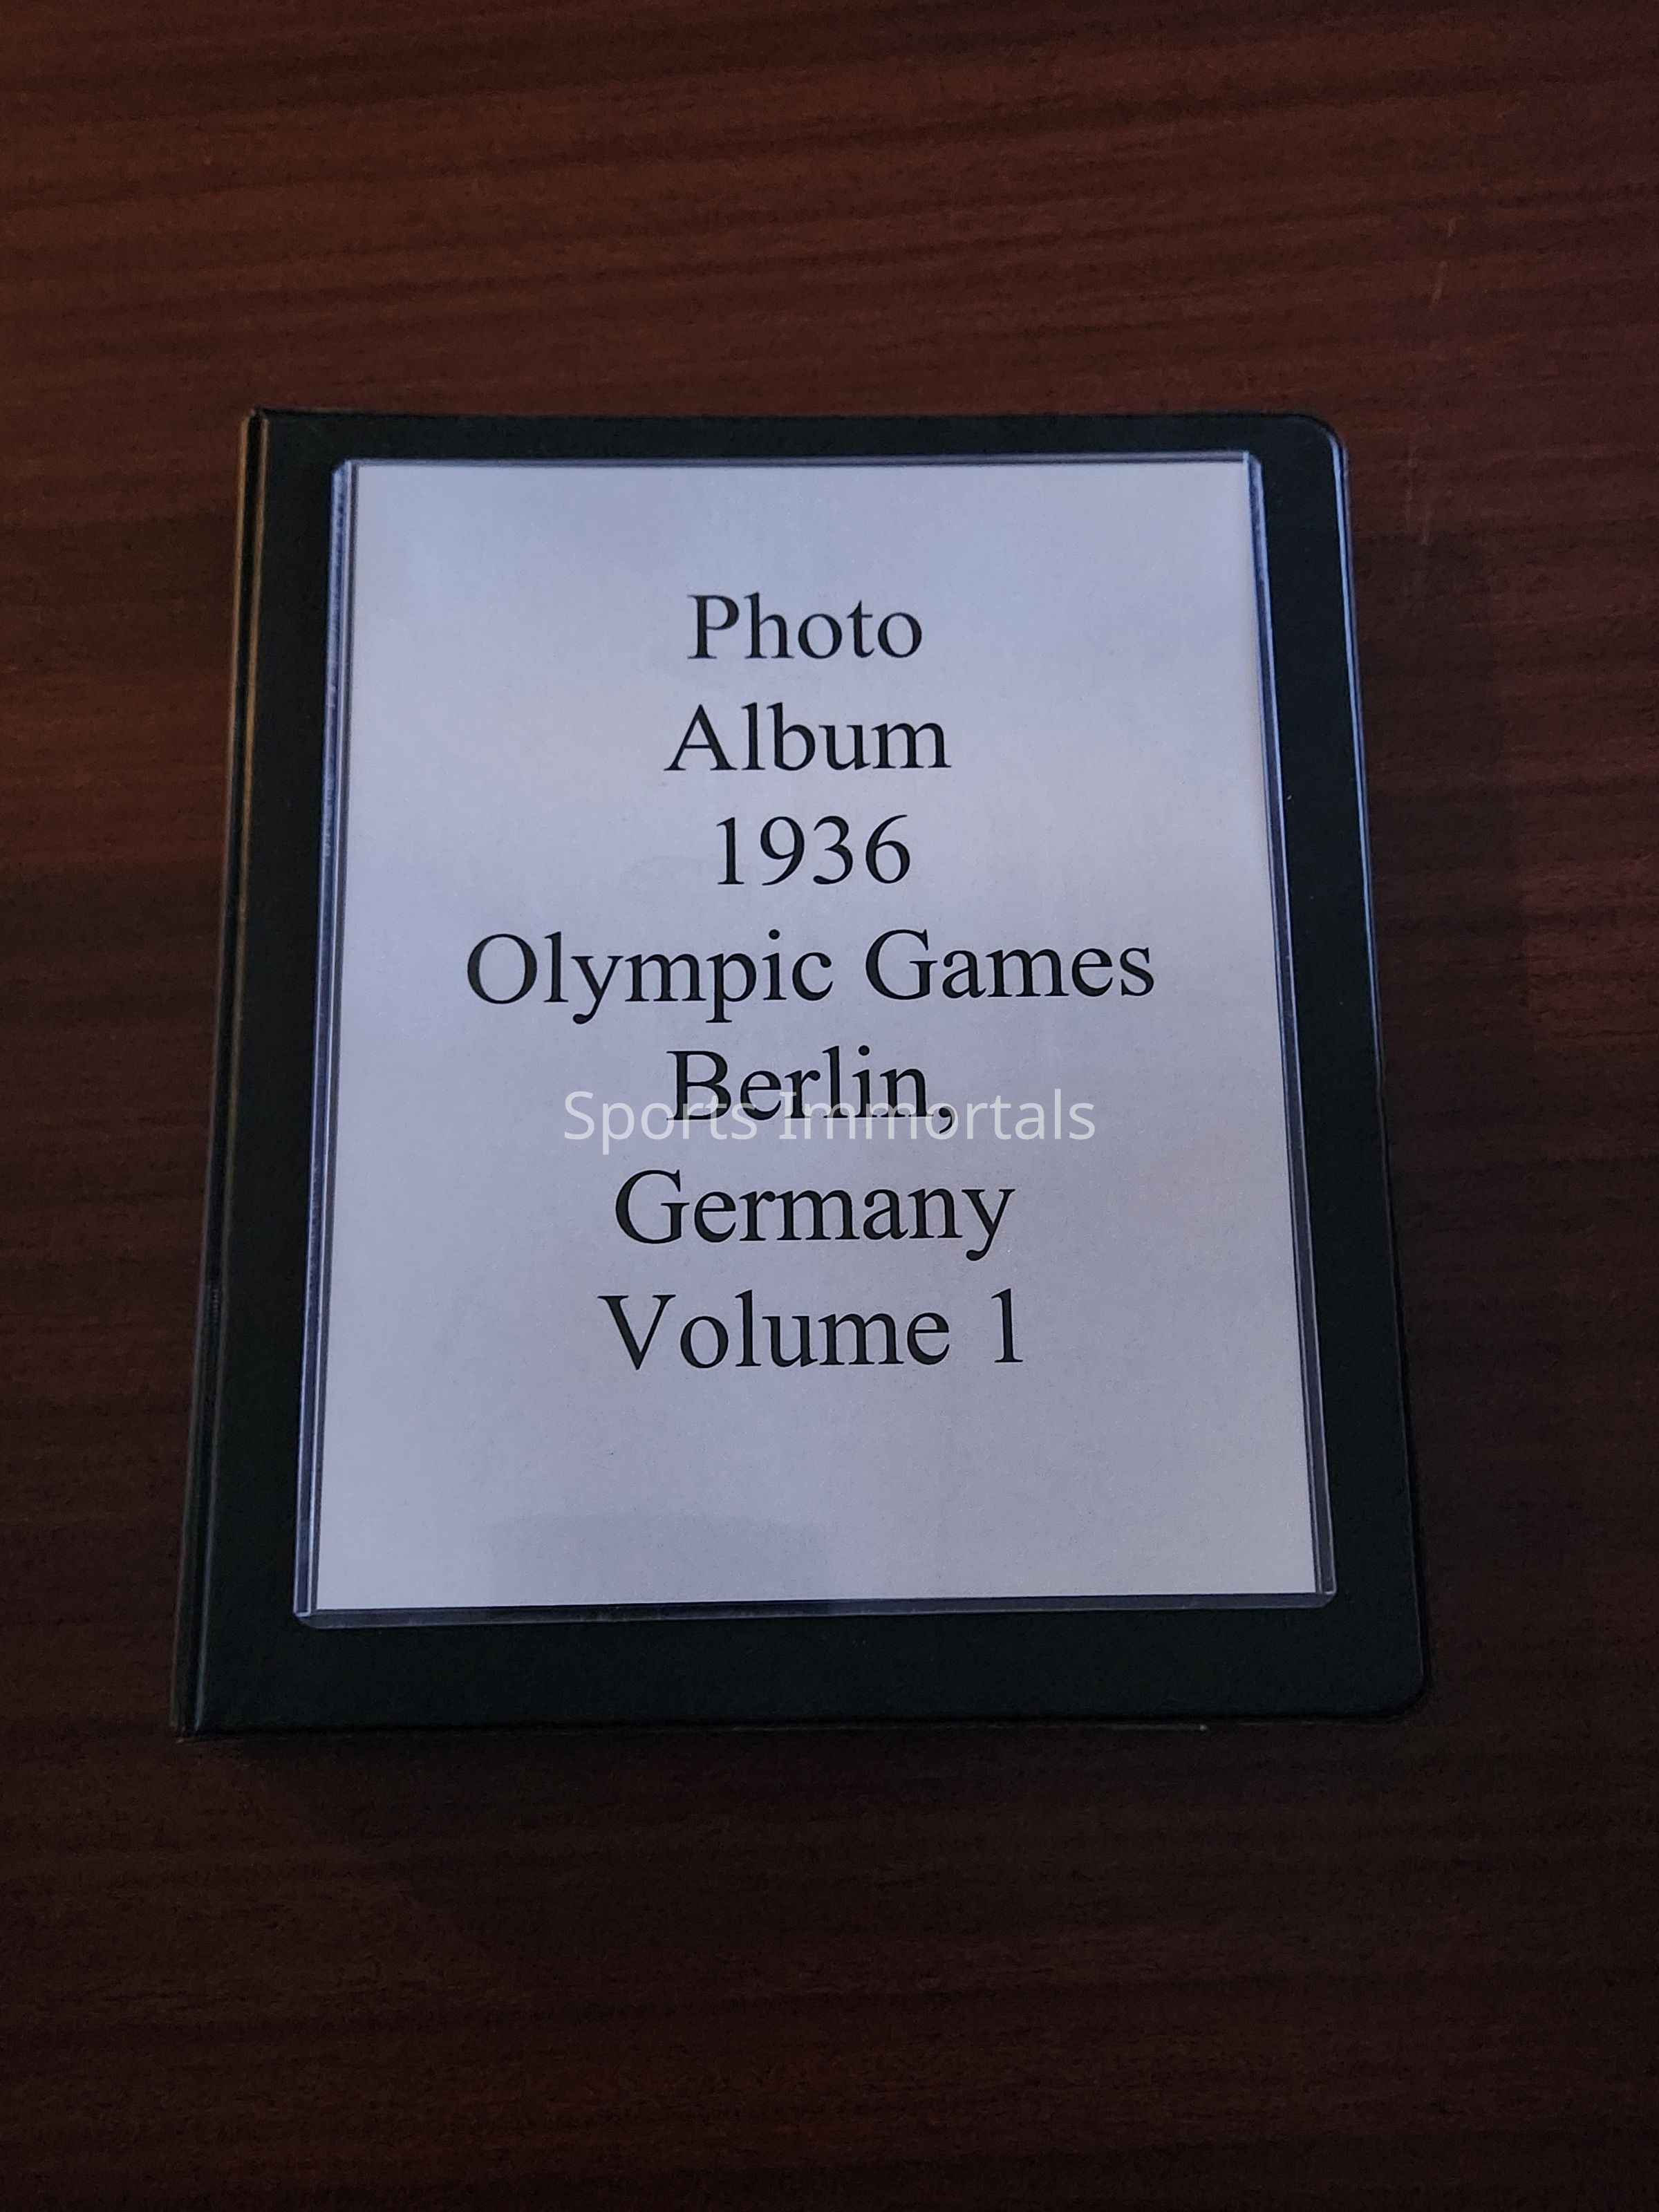 Photo
Album
1936
Olympic Games
Berlin,
Sports Immortals
Germany
Volume 1